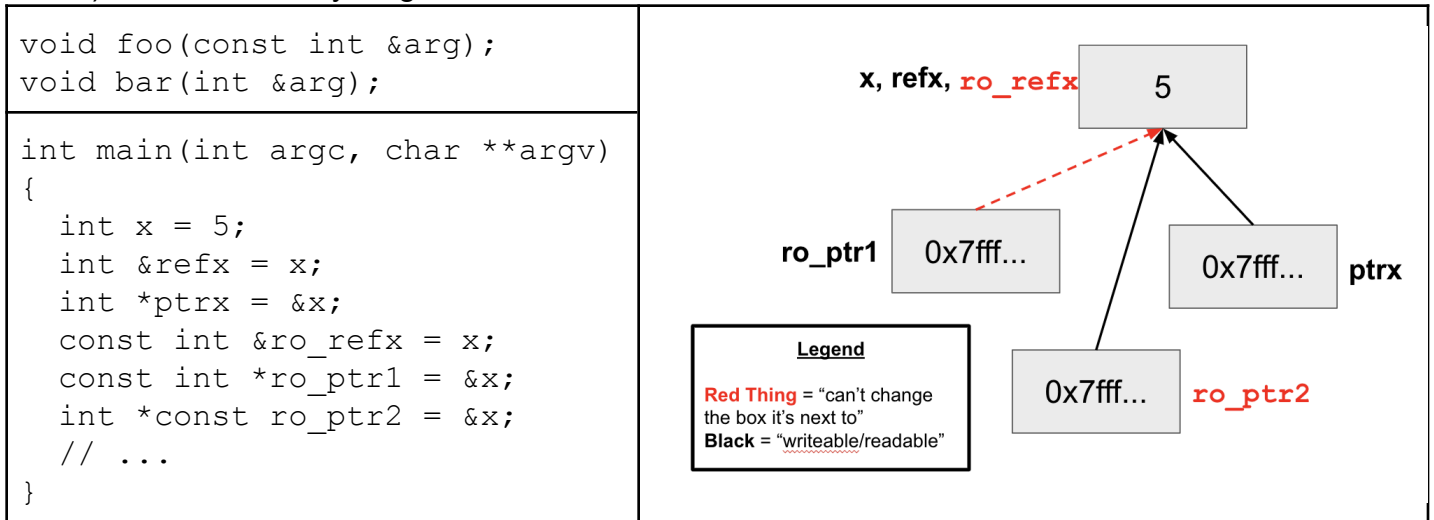 void foo(const int &arg);
void bar(int &arg);
int main(int argc, char **argv)
{
  int x = 5;
  int &refx = x;
  int *ptrx = &x;
  const int &ro_refx = x;
  const int *ro_ptr1 = &x;
  int *const ro_ptr2 = &x;
  // ...
}
x, refx, ro_refx
5
ro_ptr1
0x7fff...
0x7fff...
ptrx
0x7fff...
ro_ptr2
Legend
Red Thing = “can’t change
the box it’s next to”
Black = “writeable/readable”